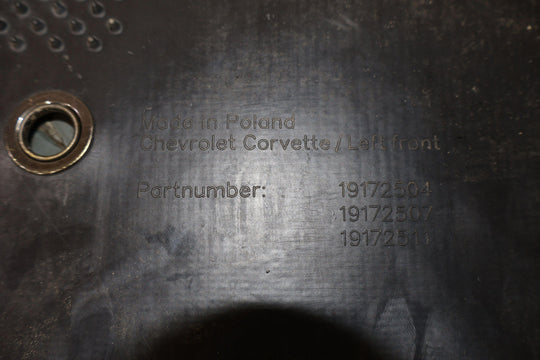 Made in Poland
Chevrolet Corvette / Left front
Partnumber: 19172504
19172507
19172511